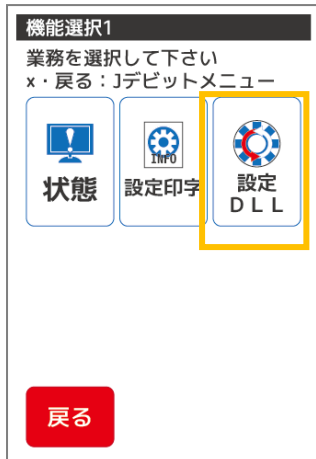 機能選択1
業務を選択して下さい
x・戻る：Jデビットメニュー
状態
INFO
設定印字
設定
ＤＬＬ
戻る